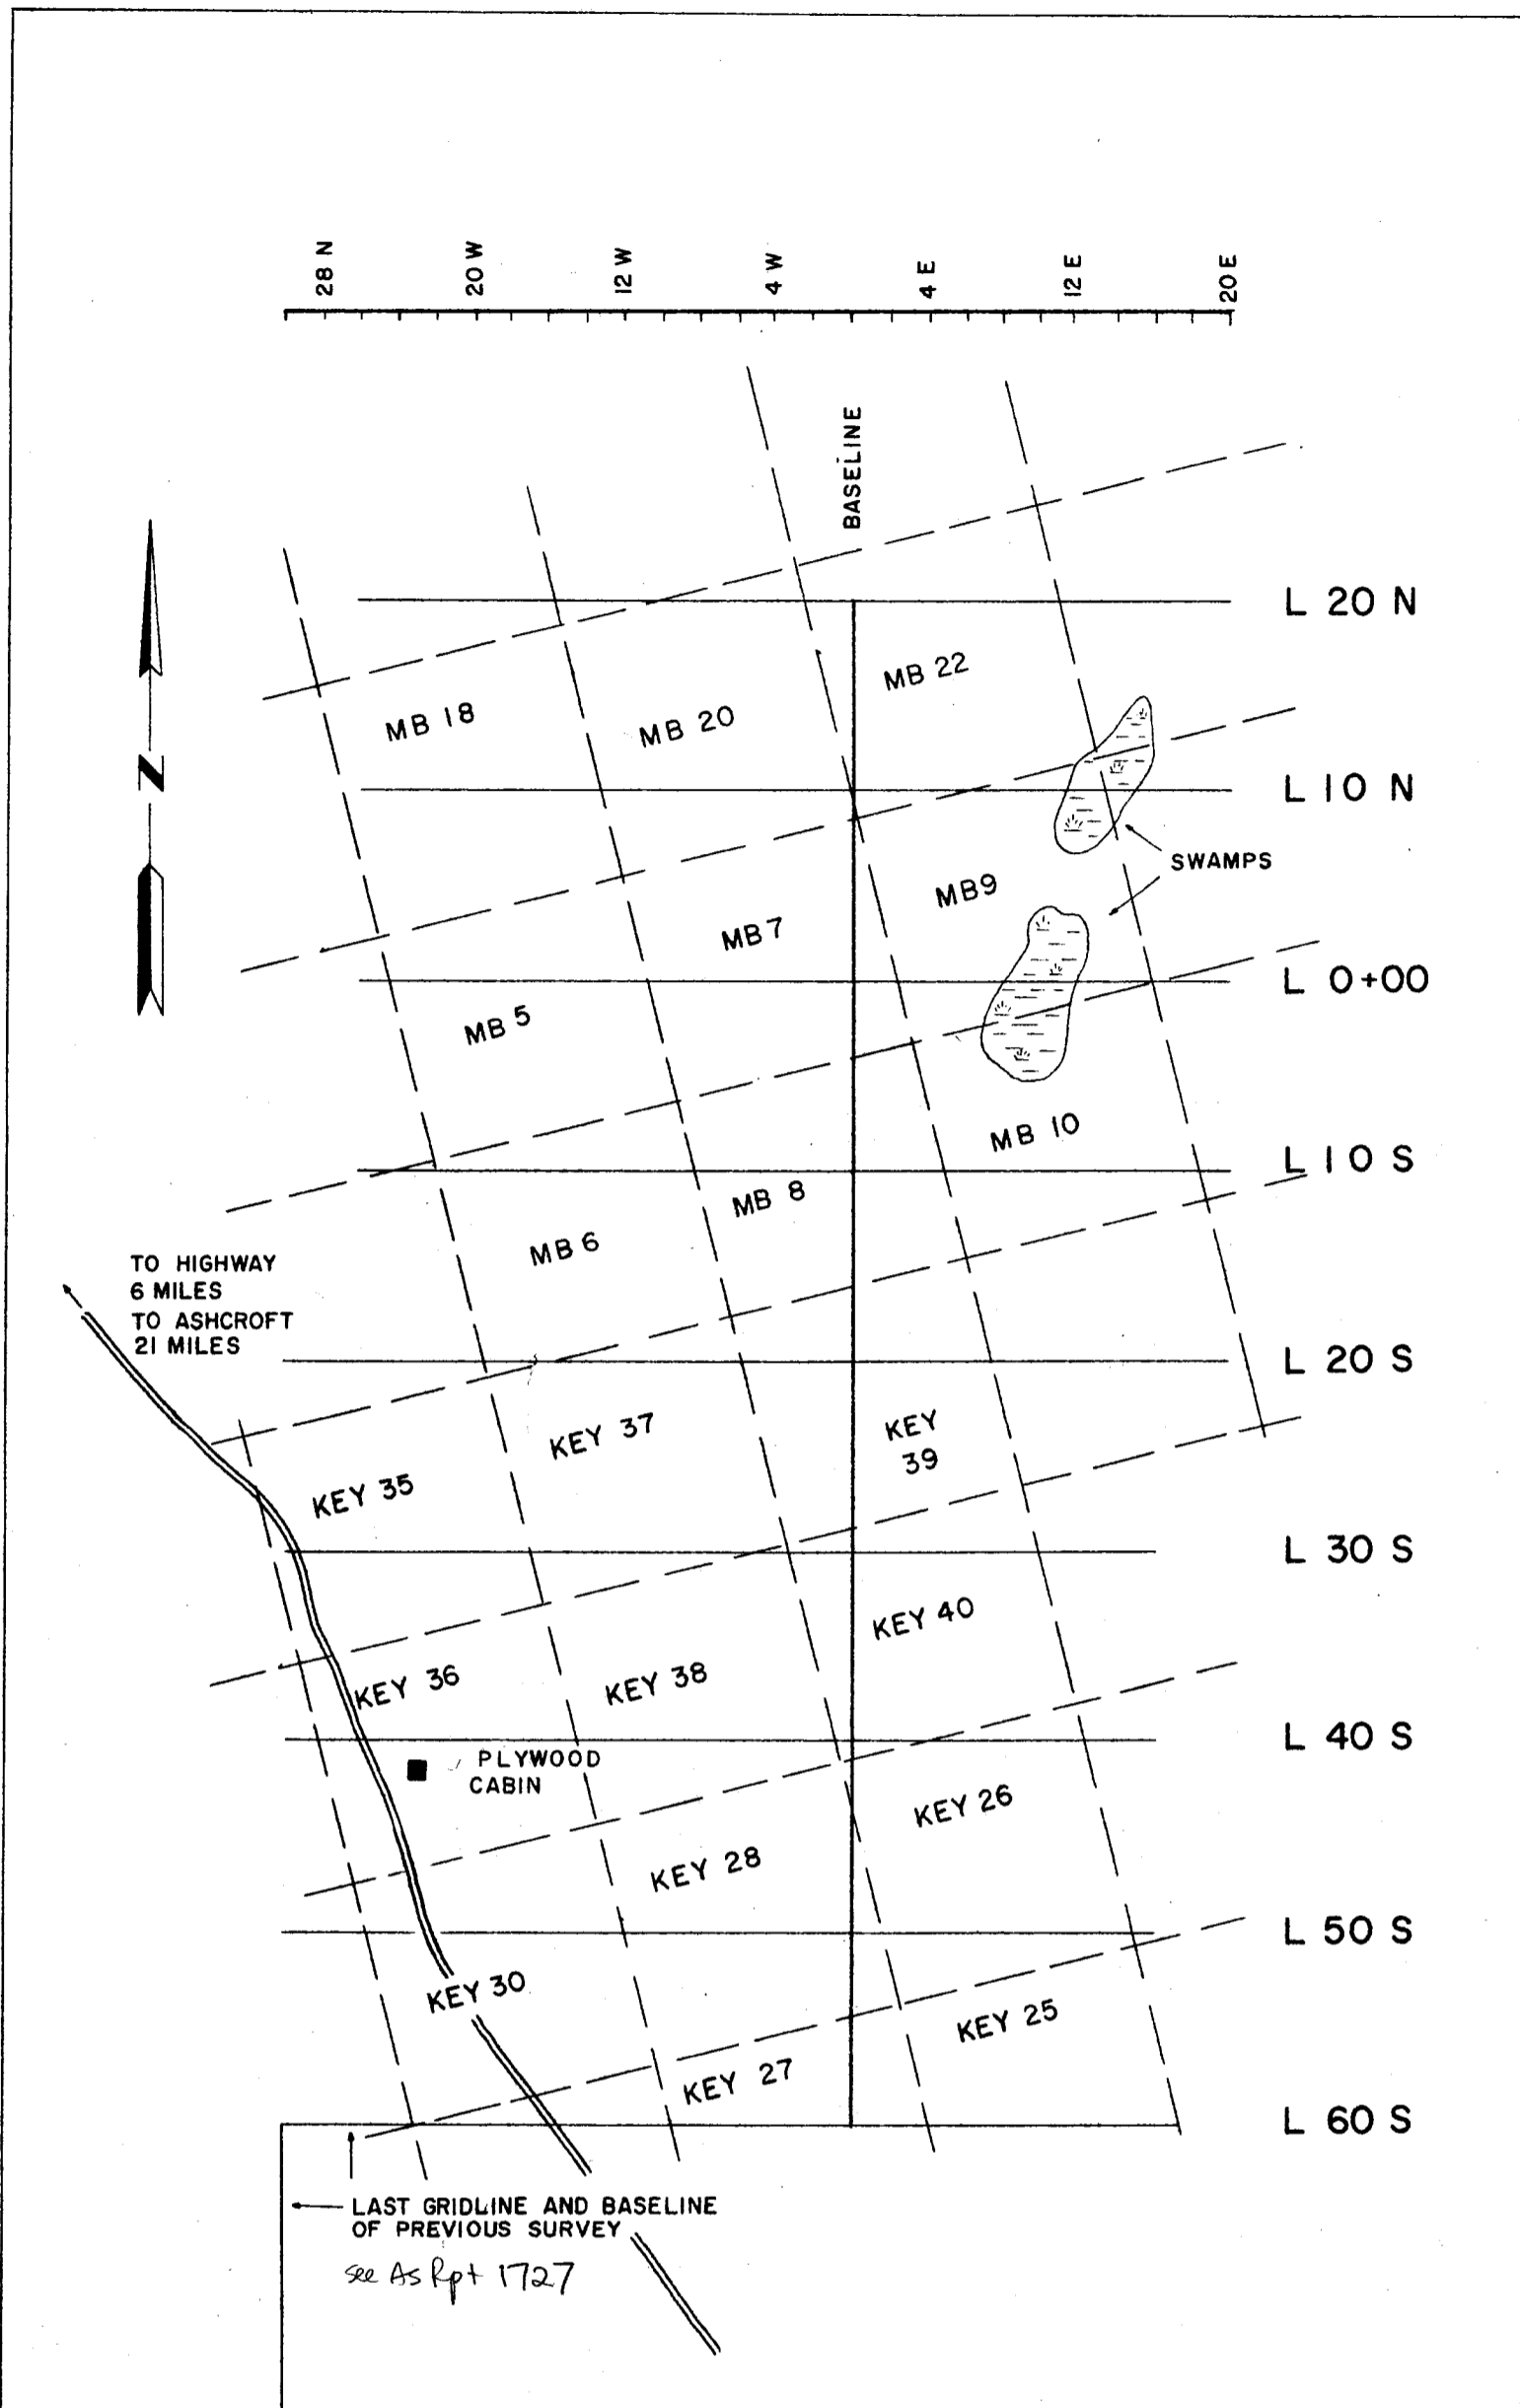 28 N
20 W
12 W
4 W
4 E
12 E
20 E
BASELINE
L 20 N
MB 22
MB 18
MB 20
N
L 10 N
SWAMPS
MB9
MB 7
L 0+00
MB 5
MB 10
L 10 S
MB 8
MB 6
TO HIGHWAY
6 MILES
TO ASHCROFT
21 MILES
L 20 S
KEY 37
KEY
39
KEY 35
L 30 S
KEY 40
KEY 36
KEY 38
L 40 S
PLYWOOD
CABIN
KEY 26
KEY 28
L 50 S
KEY 30
KEY 25
KEY 27
L 60 S
LAST GRIDLINE AND BASELINE
OF PREVIOUS SURVEY
see As Rpt 1727